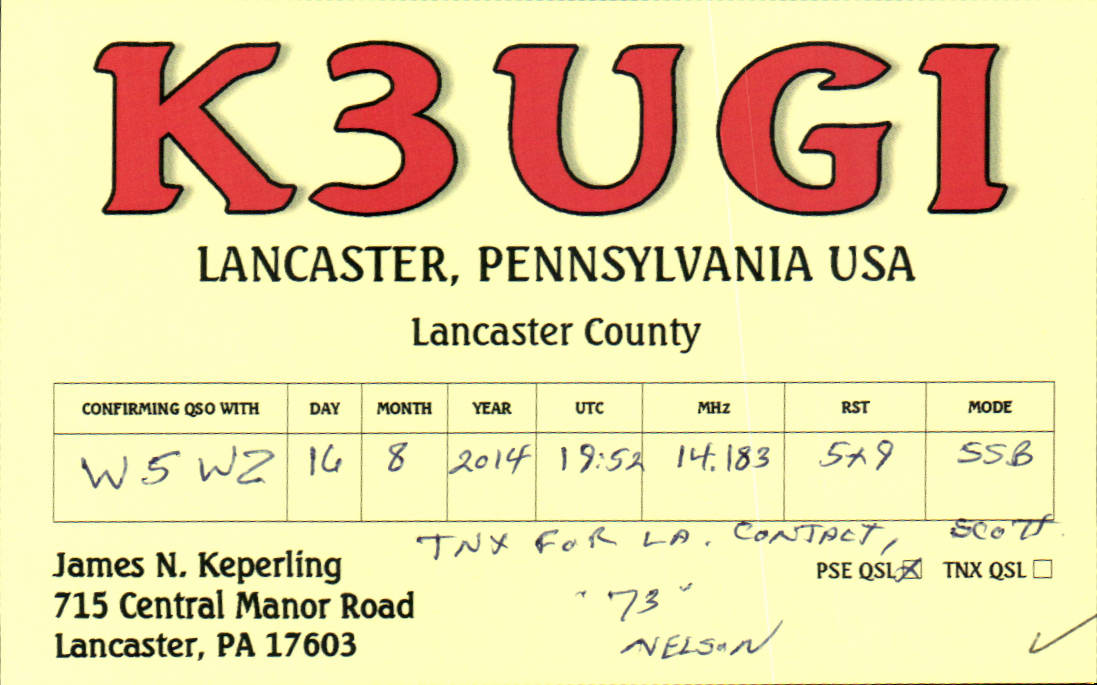 K3UGI
LANCASTER, PENNSYLVANIA USA
Lancaster County
CONFIRMING QSO WITH DAY MONTH YEAR UTC MHz RST MODE
W5WZ 16 8 2014 19:52 14.183 5x9 SSB
TNX FOR LA. CONTACT, SCOTT
James N. Keperling PSE QSL TNX QSL
715 Central Manor Road "73"
Lancaster, PA 17603 NELSON